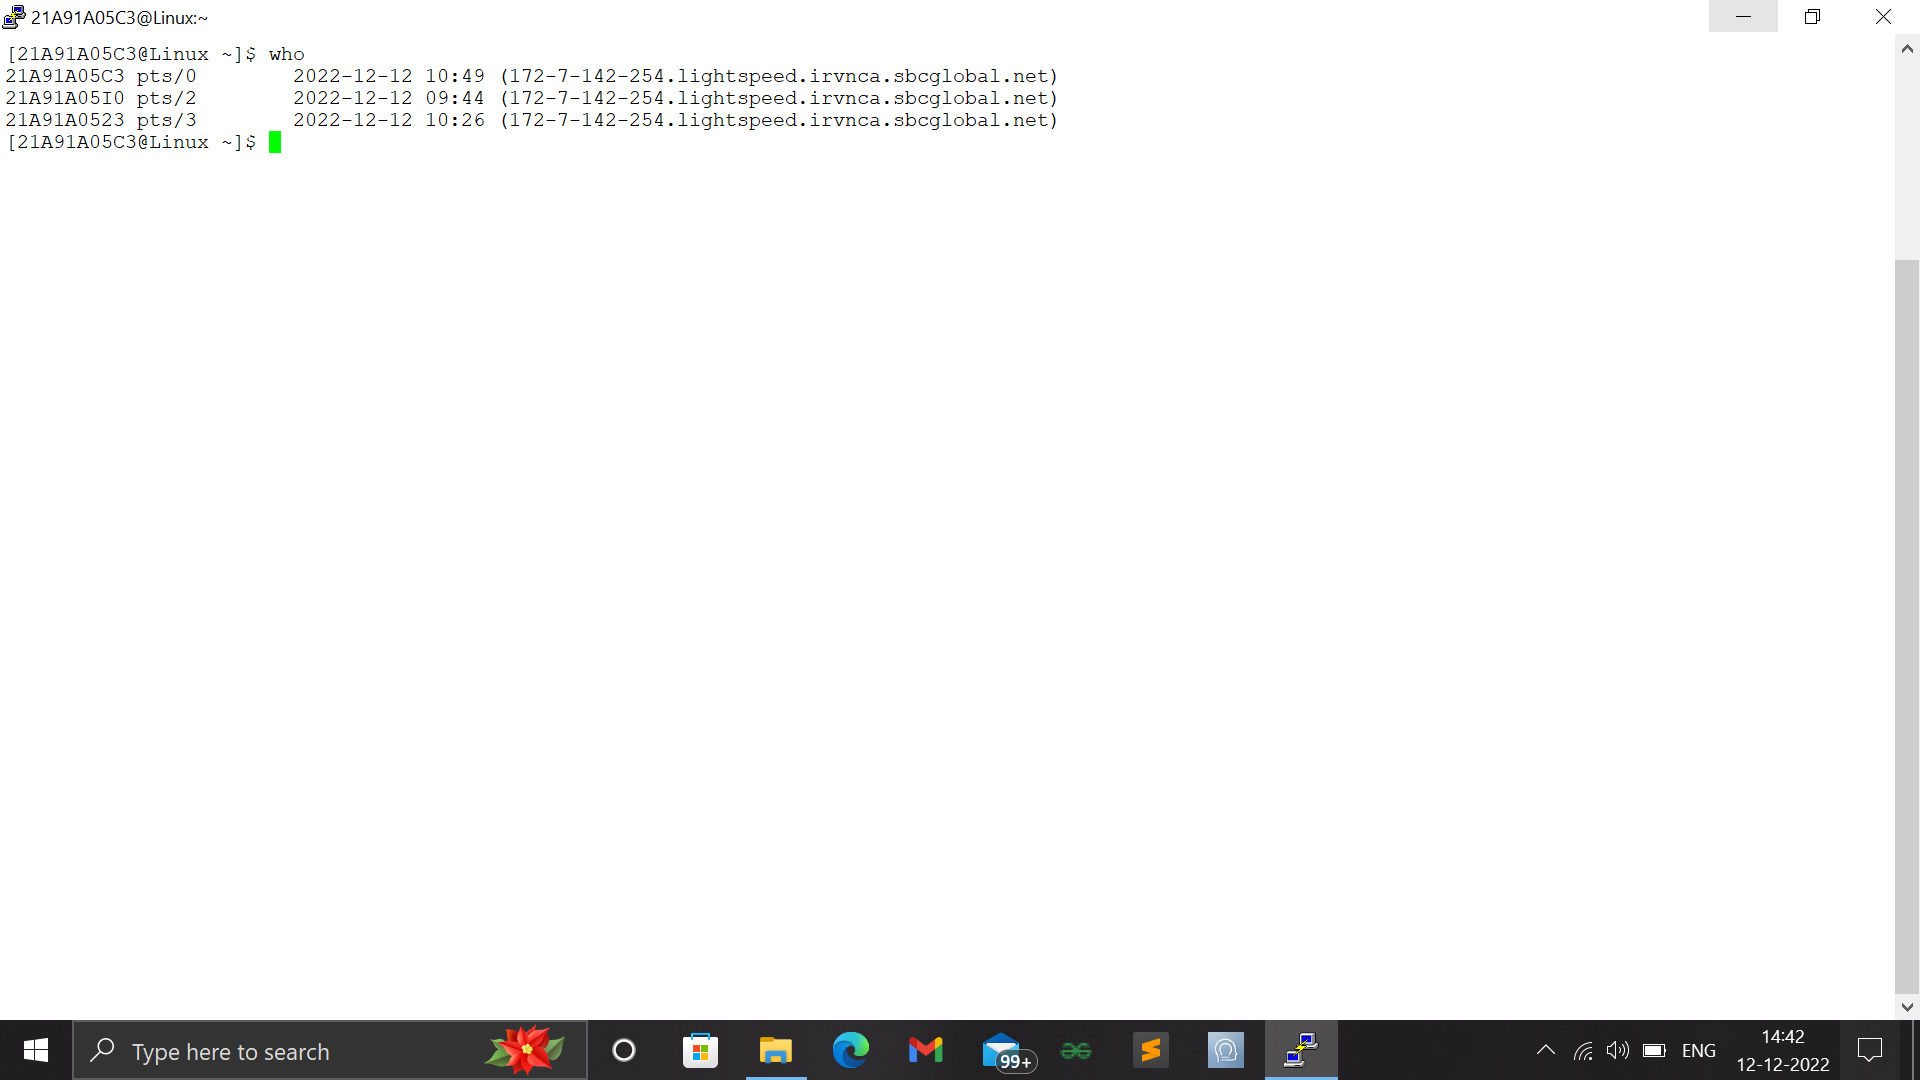 21A91A05C3@Linux:~
[21A91A05C3@Linux ~]$ who
21A91A05C3 pts/0        2022-12-12 10:49 (172-7-142-254.lightspeed.irvnca.sbcglobal.net)
21A91A05I0 pts/2        2022-12-12 09:44 (172-7-142-254.lightspeed.irvnca.sbcglobal.net)
21A91A0523 pts/3        2022-12-12 10:26 (172-7-142-254.lightspeed.irvnca.sbcglobal.net)
[21A91A05C3@Linux ~]$
Type here to search
99+
ENG
14:42
12-12-2022